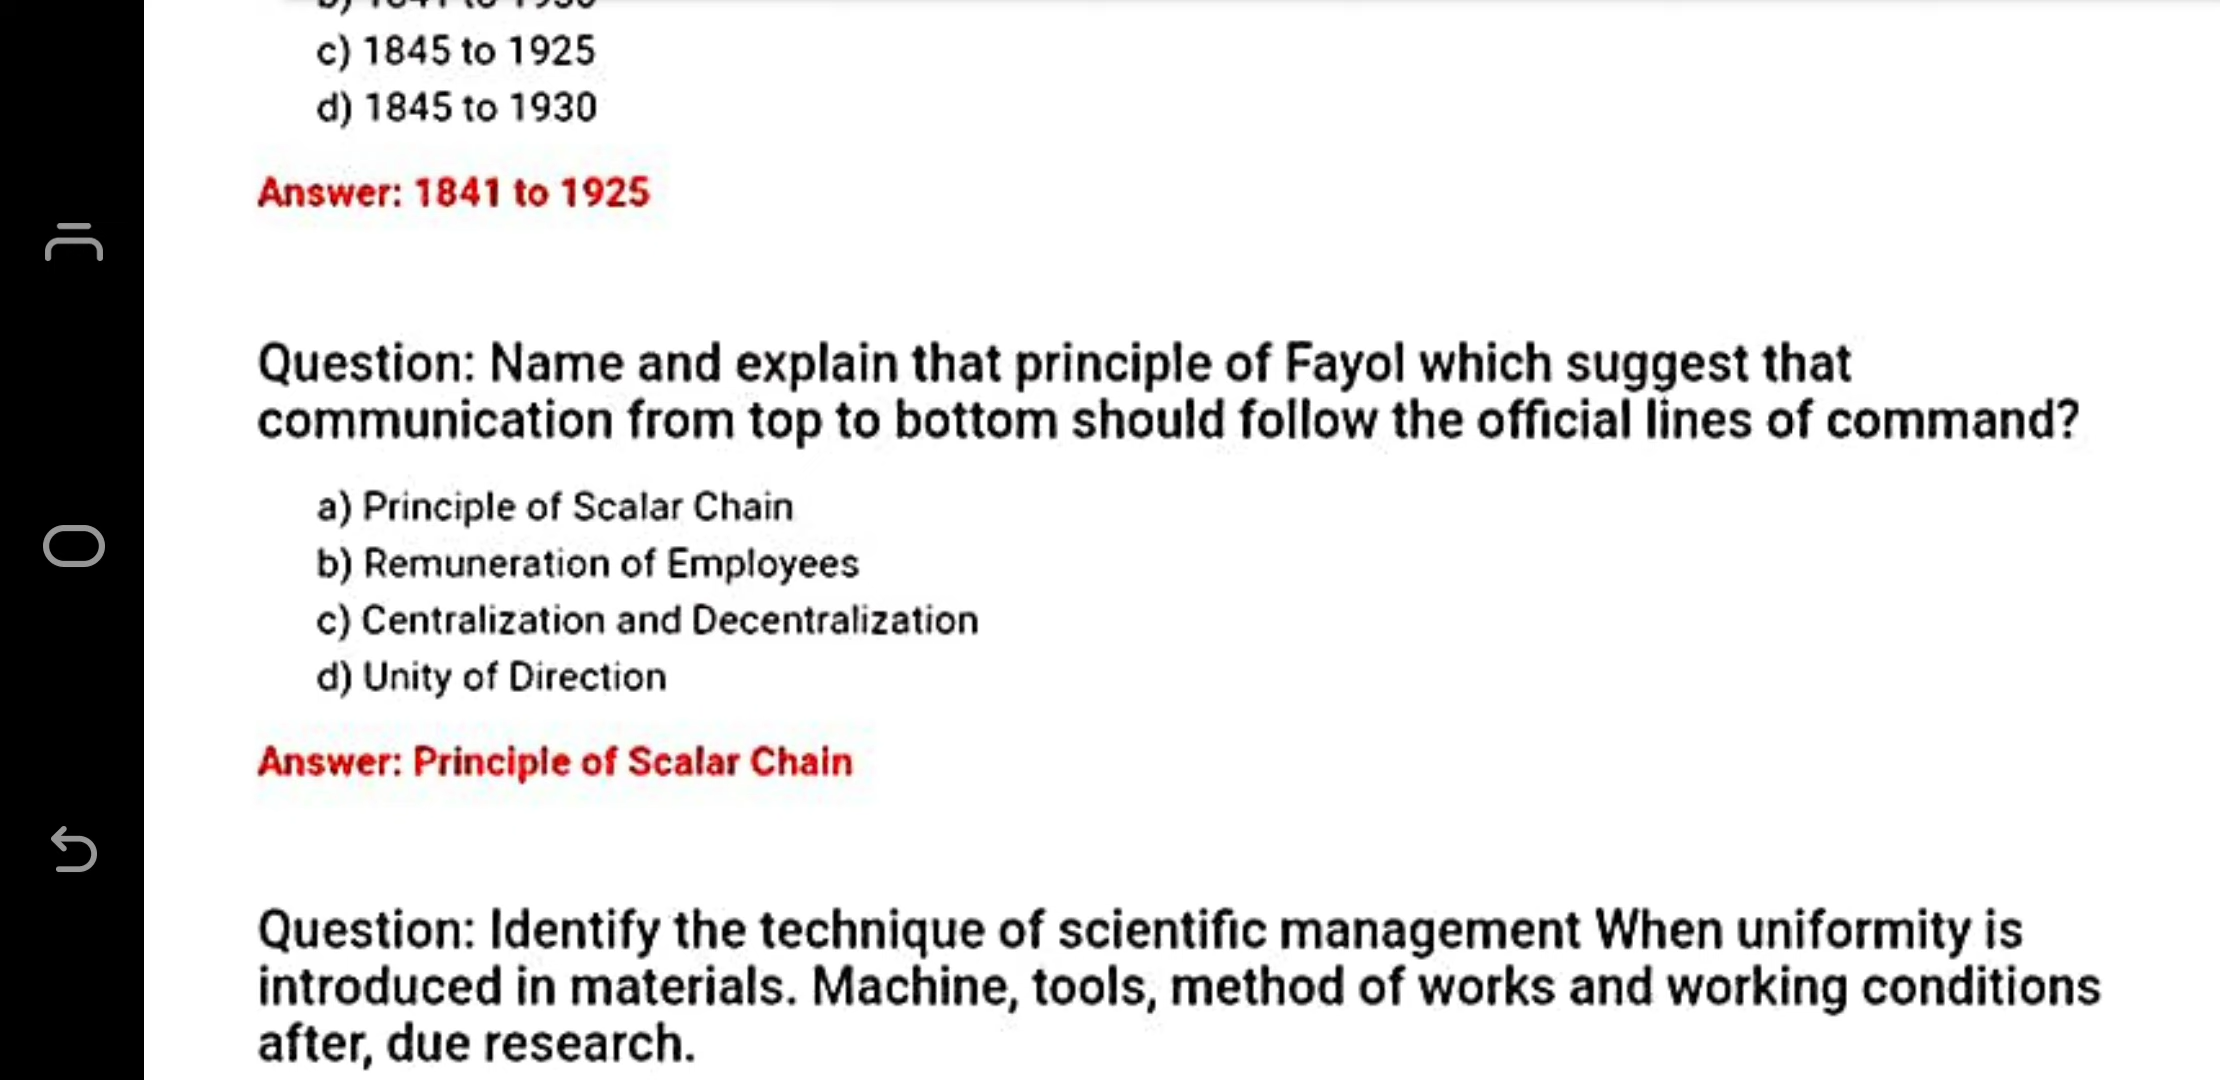 b) 1841 to 1930
c) 1845 to 1925
d) 1845 to 1930
Answer: 1841 to 1925
Question: Name and explain that principle of Fayol which suggest that
communication from top to bottom should follow the official lines of command?
a) Principle of Scalar Chain
b) Remuneration of Employees
c) Centralization and Decentralization
d) Unity of Direction
Answer: Principle of Scalar Chain
Question: Identify the technique of scientific management When uniformity is
introduced in materials. Machine, tools, method of works and working conditions
after, due research.